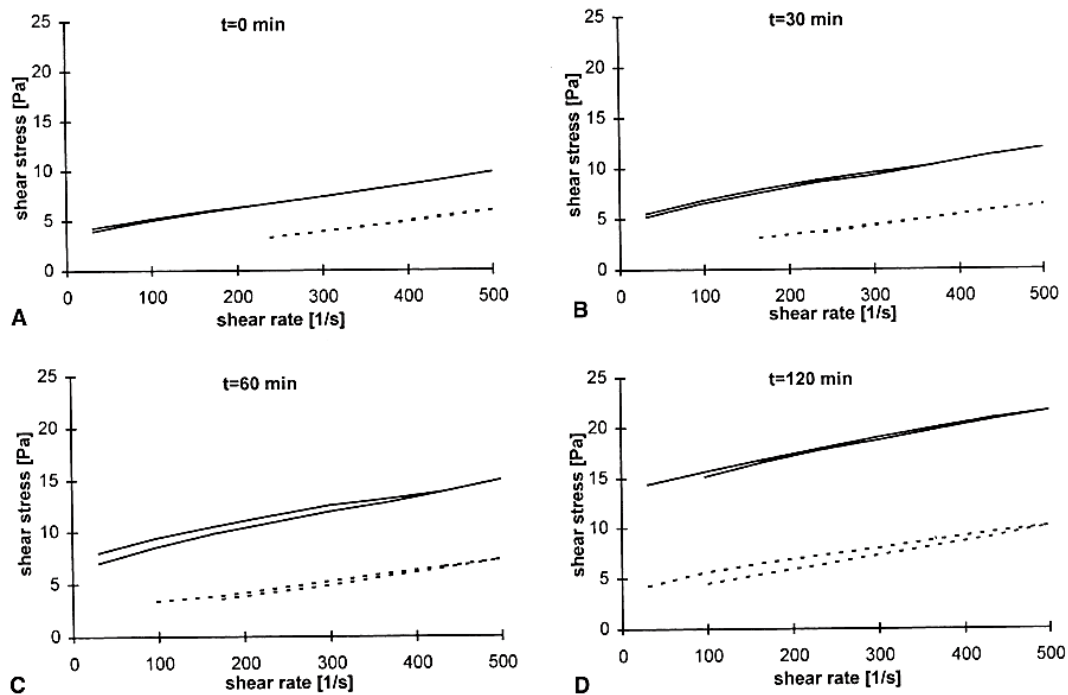 t=0 min
25
20
15
10
5
0
shear stress [Pa]
0 100 200 300 400 500
shear rate [1/s]
A
t=30 min
25
20
15
10
5
0
shear stress [Pa]
0 100 200 300 400 500
shear rate [1/s]
B
t=60 min
25
20
15
10
5
0
shear stress [Pa]
0 100 200 300 400 500
shear rate [1/s]
C
t=120 min
25
20
15
10
5
0
shear stress [Pa]
0 100 200 300 400 500
shear rate [1/s]
D